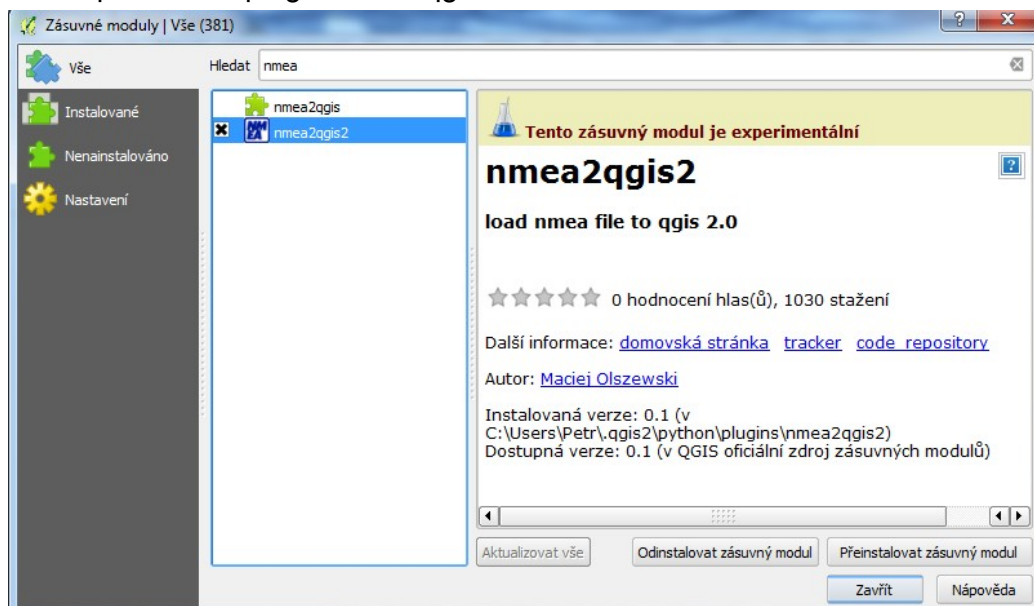 Zásuvné moduly | Vše (381)
Vše
Hledat nmea
Instalované
Nenainstalováno
Nastavení
nmea2qgis
nmea2qgis2
Tento zásuvný modul je experimentální
nmea2qgis2
load nmea file to qgis 2.0
0 hodnocení hlas(ů), 1030 stažení
Další informace: domovská stránka tracker code repository
Autor: Maciej Olszewski
Instalovaná verze: 0.1 (v
C:\Users\Petr\.qgis2\python\plugins\nmea2qgis2)
Dostupná verze: 0.1 (v QGIS oficiální zdroj zásuvných modulů)
Aktualizovat vše Odinstalovat zásuvný modul Přeinstalovat zásuvný modul
Zavřít Nápověda